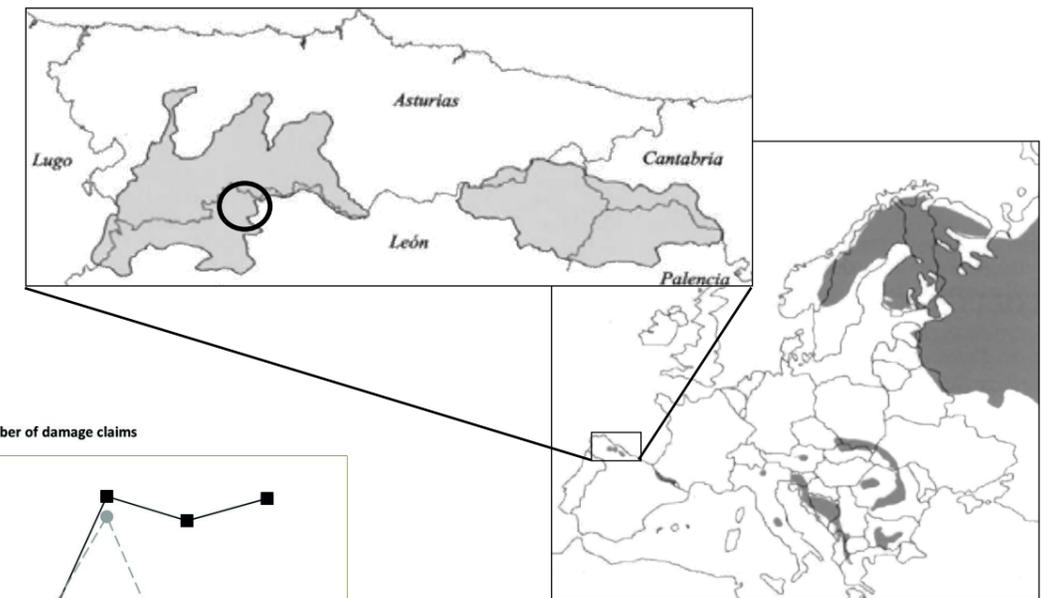 Asturias
Lugo
Cantabria
León
Palencia
ber of damage claims